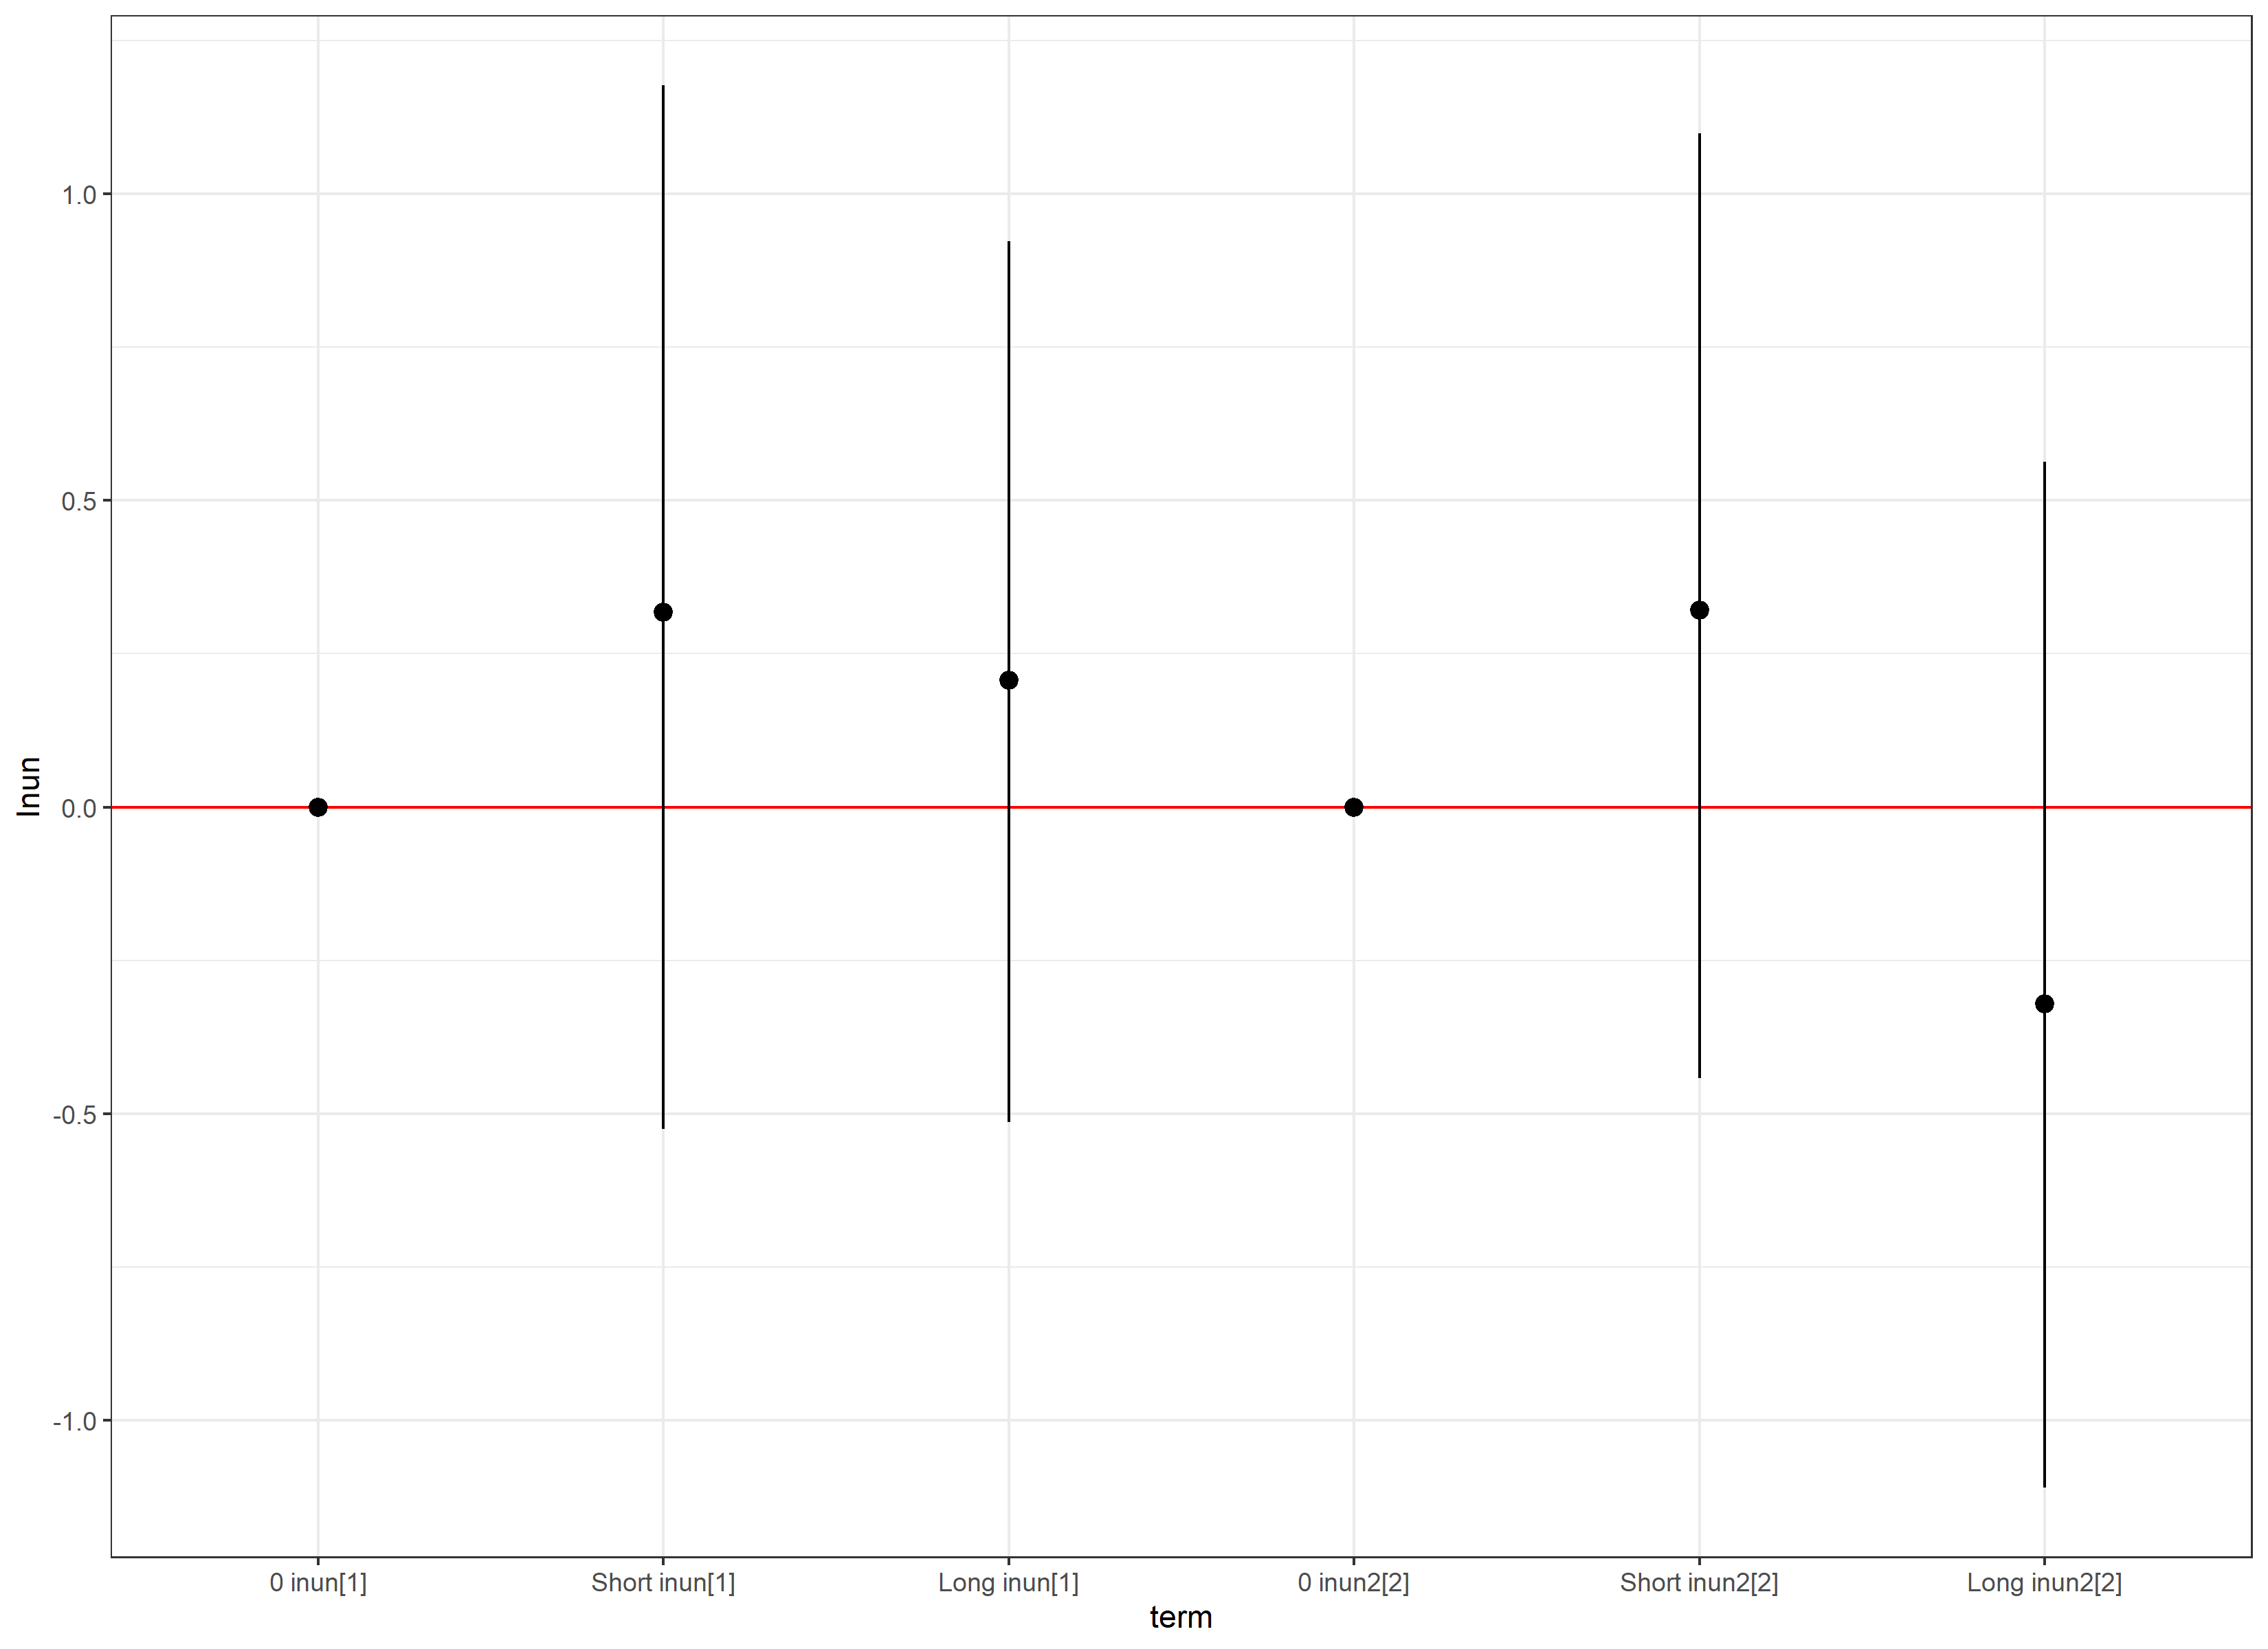 1.0
0.5
0.0
-0.5
-1.0
Inun
0 inun[1]
Short inun[1]
Long inun[1]
0 inun2[2]
Short inun2[2]
Long inun2[2]
term